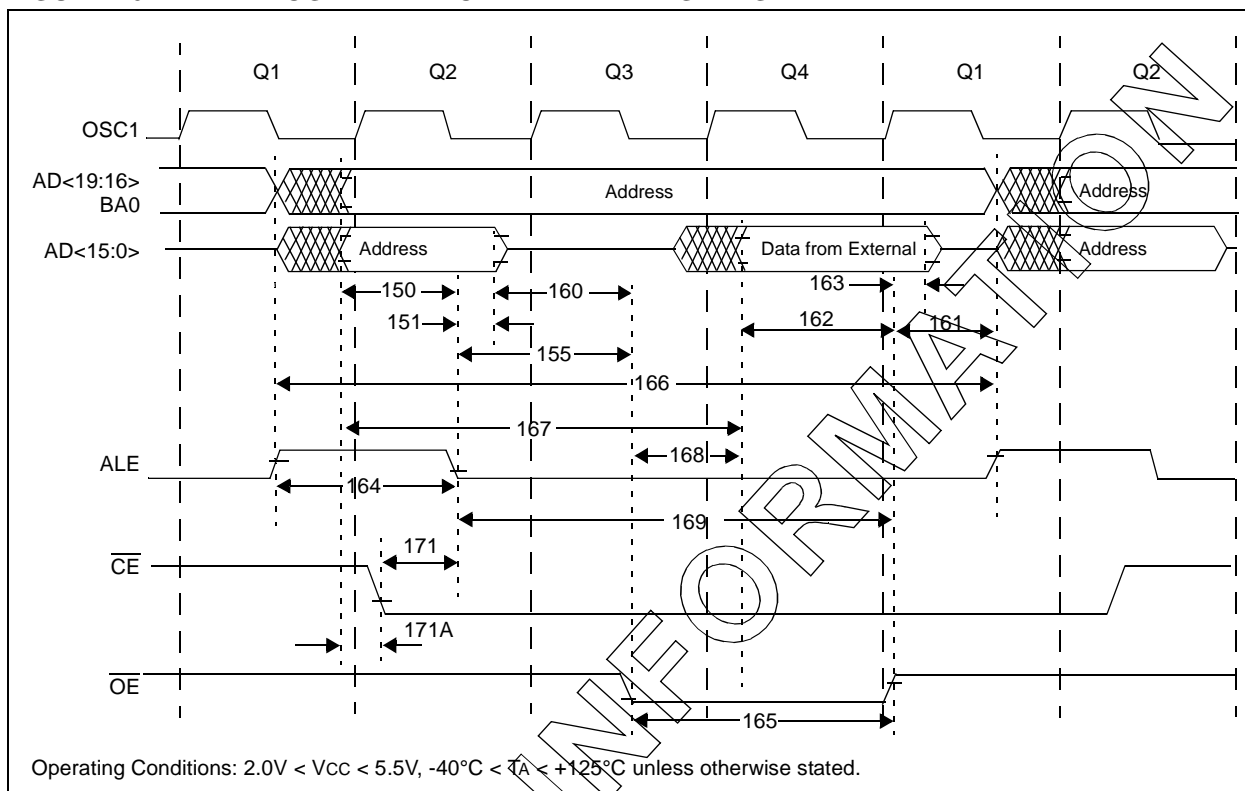 Q1 Q2 Q3 Q4 Q1 Q2
OSC1
AD<19:16>
BA0
Address
Address
AD<15:0>
Address
Data from External
Address
150
160
163
151
162
161
155
166
167
ALE
168
164
169
CE
171
171A
OE
165
Operating Conditions: 2.0V < VCC < 5.5V, -40°C < TA < +125°C unless otherwise stated.
INFORMATION